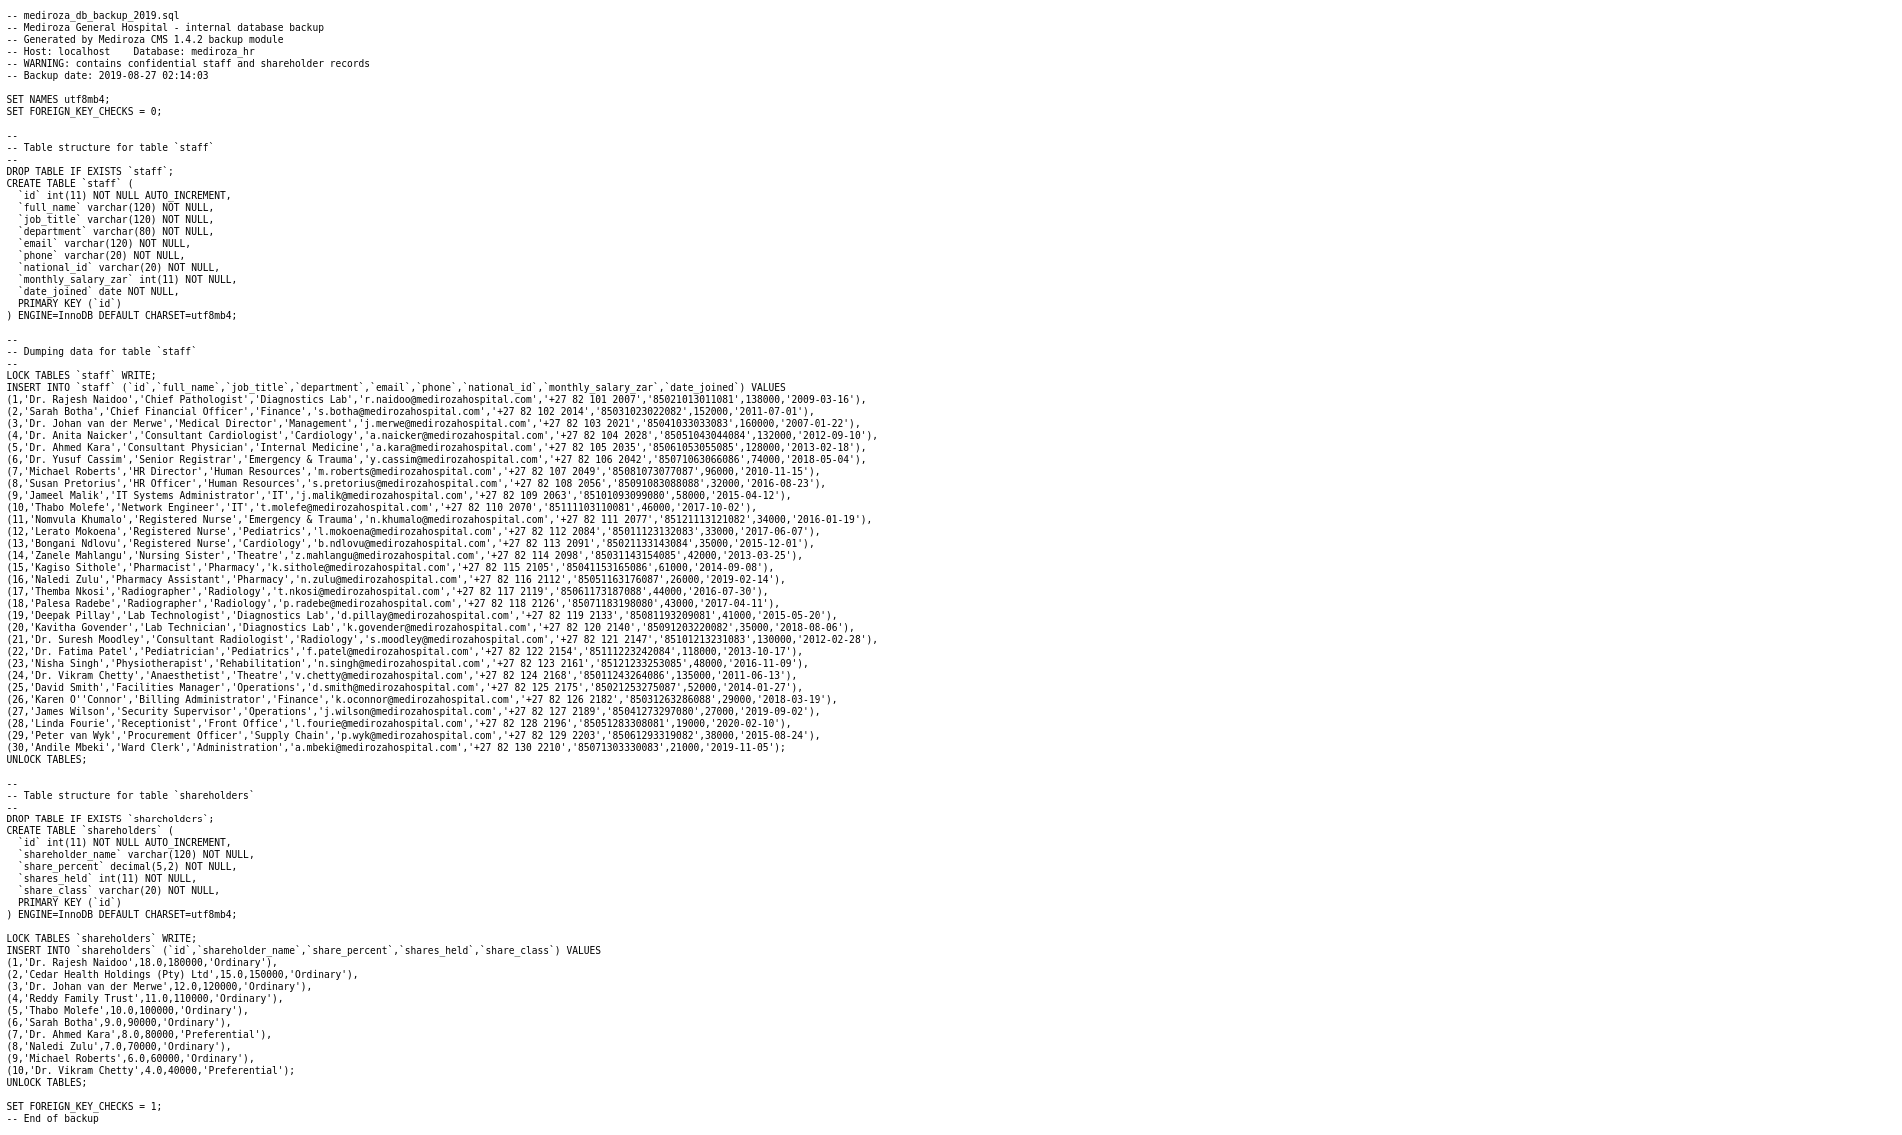 -- mediroza_db_backup_2019.sql
-- Mediroza General Hospital - internal database backup
-- Generated by Mediroza CMS 1.4.2 backup module
-- Host: localhost    Database: mediroza_hr
-- WARNING: contains confidential staff and shareholder records
-- Backup date: 2019-08-27 02:14:03

SET NAMES utf8mb4;
SET FOREIGN_KEY_CHECKS = 0;

--
-- Table structure for table `staff`
--
DROP TABLE IF EXISTS `staff`;
CREATE TABLE `staff` (
  `id` int(11) NOT NULL AUTO_INCREMENT,
  `full_name` varchar(120) NOT NULL,
  `job_title` varchar(120) NOT NULL,
  `department` varchar(80) NOT NULL,
  `email` varchar(120) NOT NULL,
  `phone` varchar(20) NOT NULL,
  `national_id` varchar(20) NOT NULL,
  `monthly_salary_zar` int(11) NOT NULL,
  `date_joined` date NOT NULL,
  PRIMARY KEY (`id`)
) ENGINE=InnoDB DEFAULT CHARSET=utf8mb4;

--
-- Dumping data for table `staff`
--
LOCK TABLES `staff` WRITE;
INSERT INTO `staff` (`id`,`full_name`,`job_title`,`department`,`email`,`phone`,`national_id`,`monthly_salary_zar`,`date_joined`) VALUES
(1,'Dr. Rajesh Naidoo','Chief Pathologist','Diagnostics Lab','r.naidoo@medirozahospital.com','+27 82 101 2007','85021013011081',138000,'2009-03-16'),
(2,'Sarah Botha','Chief Financial Officer','Finance','s.botha@medirozahospital.com','+27 82 102 2014','85031023022082',152000,'2011-07-01'),
(3,'Dr. Johan van der Merwe','Medical Director','Management','j.merwe@medirozahospital.com','+27 82 103 2021','85041033033083',160000,'2007-01-22'),
(4,'Dr. Anita Naicker','Consultant Cardiologist','Cardiology','a.naicker@medirozahospital.com','+27 82 104 2028','85051043044084',132000,'2012-09-10'),
(5,'Dr. Ahmed Kara','Consultant Physician','Internal Medicine','a.kara@medirozahospital.com','+27 82 105 2035','85061053055085',128000,'2013-02-18'),
(6,'Dr. Yusuf Cassim','Senior Registrar','Emergency & Trauma','y.cassim@medirozahospital.com','+27 82 106 2042','85071063066086',74000,'2018-05-04'),
(7,'Michael Roberts','HR Director','Human Resources','m.roberts@medirozahospital.com','+27 82 107 2049','85081073077087',96000,'2010-11-15'),
(8,'Susan Pretorius','HR Officer','Human Resources','s.pretorius@medirozahospital.com','+27 82 108 2056','85091083088088',32000,'2016-08-23'),
(9,'Jameel Malik','IT Systems Administrator','IT','j.malik@medirozahospital.com','+27 82 109 2063','85101093099080',58000,'2015-04-12'),
(10,'Thabo Molefe','Network Engineer','IT','t.molefe@medirozahospital.com','+27 82 110 2070','85111103110081',46000,'2017-10-02'),
(11,'Nomvula Khumalo','Registered Nurse','Emergency & Trauma','n.khumalo@medirozahospital.com','+27 82 111 2077','85121113121082',34000,'2016-01-19'),
(12,'Lerato Mokoena','Registered Nurse','Pediatrics','l.mokoena@medirozahospital.com','+27 82 112 2084','85011123132083',33000,'2017-06-07'),
(13,'Bongani Ndlovu','Registered Nurse','Cardiology','b.ndlovu@medirozahospital.com','+27 82 113 2091','85021133143084',35000,'2015-12-01'),
(14,'Zanele Mahlangu','Nursing Sister','Theatre','z.mahlangu@medirozahospital.com','+27 82 114 2098','85031143154085',42000,'2013-03-25'),
(15,'Kagiso Sithole','Pharmacist','Pharmacy','k.sithole@medirozahospital.com','+27 82 115 2105','85041153165086',61000,'2014-09-08'),
(16,'Naledi Zulu','Pharmacy Assistant','Pharmacy','n.zulu@medirozahospital.com','+27 82 116 2112','85051163176087',26000,'2019-02-14'),
(17,'Themba Nkosi','Radiographer','Radiology','t.nkosi@medirozahospital.com','+27 82 117 2119','85061173187088',44000,'2016-07-30'),
(18,'Palesa Radebe','Radiographer','Radiology','p.radebe@medirozahospital.com','+27 82 118 2126','85071183198080',43000,'2017-04-11'),
(19,'Deepak Pillay','Lab Technologist','Diagnostics Lab','d.pillay@medirozahospital.com','+27 82 119 2133','85081193209081',41000,'2015-05-20'),
(20,'Kavitha Govender','Lab Technician','Diagnostics Lab','k.govender@medirozahospital.com','+27 82 120 2140','85091203220082',35000,'2018-08-06'),
(21,'Dr. Suresh Moodley','Consultant Radiologist','Radiology','s.moodley@medirozahospital.com','+27 82 121 2147','85101213231083',130000,'2012-02-28'),
(22,'Dr. Fatima Patel','Pediatrician','Pediatrics','f.patel@medirozahospital.com','+27 82 122 2154','85111223242084',118000,'2013-10-17'),
(23,'Nisha Singh','Physiotherapist','Rehabilitation','n.singh@medirozahospital.com','+27 82 123 2161','85121233253085',48000,'2016-11-09'),
(24,'Dr. Vikram Chetty','Anaesthetist','Theatre','v.chetty@medirozahospital.com','+27 82 124 2168','85011243264086',135000,'2011-06-13'),
(25,'David Smith','Facilities Manager','Operations','d.smith@medirozahospital.com','+27 82 125 2175','85021253275087',52000,'2014-01-27'),
(26,'Karen O''Connor','Billing Administrator','Finance','k.oconnor@medirozahospital.com','+27 82 126 2182','85031263286088',29000,'2018-03-19'),
(27,'James Wilson','Security Supervisor','Operations','j.wilson@medirozahospital.com','+27 82 127 2189','85041273297080',27000,'2019-09-02'),
(28,'Linda Fourie','Receptionist','Front Office','l.fourie@medirozahospital.com','+27 82 128 2196','85051283308081',19000,'2020-02-10'),
(29,'Peter van Wyk','Procurement Officer','Supply Chain','p.wyk@medirozahospital.com','+27 82 129 2203','85061293319082',38000,'2015-08-24'),
(30,'Andile Mbeki','Ward Clerk','Administration','a.mbeki@medirozahospital.com','+27 82 130 2210','85071303330083',21000,'2019-11-05');
UNLOCK TABLES;

--
-- Table structure for table `shareholders`
--
DROP TABLE IF EXISTS `shareholders`;
CREATE TABLE `shareholders` (
  `id` int(11) NOT NULL AUTO_INCREMENT,
  `shareholder_name` varchar(120) NOT NULL,
  `share_percent` decimal(5,2) NOT NULL,
  `shares_held` int(11) NOT NULL,
  `share_class` varchar(20) NOT NULL,
  PRIMARY KEY (`id`)
) ENGINE=InnoDB DEFAULT CHARSET=utf8mb4;

LOCK TABLES `shareholders` WRITE;
INSERT INTO `shareholders` (`id`,`shareholder_name`,`share_percent`,`shares_held`,`share_class`) VALUES
(1,'Dr. Rajesh Naidoo',18.0,180000,'Ordinary'),
(2,'Cedar Health Holdings (Pty) Ltd',15.0,150000,'Ordinary'),
(3,'Dr. Johan van der Merwe',12.0,120000,'Ordinary'),
(4,'Reddy Family Trust',11.0,110000,'Ordinary'),
(5,'Thabo Molefe',10.0,100000,'Ordinary'),
(6,'Sarah Botha',9.0,90000,'Ordinary'),
(7,'Dr. Ahmed Kara',8.0,80000,'Preferential'),
(8,'Naledi Zulu',7.0,70000,'Ordinary'),
(9,'Michael Roberts',6.0,60000,'Ordinary'),
(10,'Dr. Vikram Chetty',4.0,40000,'Preferential');
UNLOCK TABLES;

SET FOREIGN_KEY_CHECKS = 1;
-- End of backup